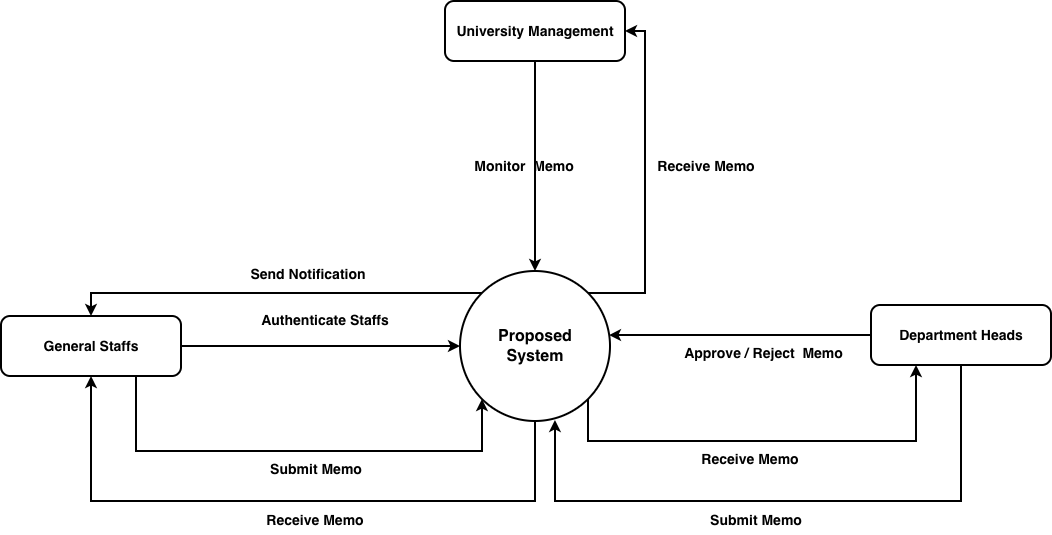 University Management
Monitor Memo
Receive Memo
Send Notification
Authenticate Staffs
General Staffs
Proposed
System
Department Heads
Approve / Reject Memo
Submit Memo
Receive Memo
Receive Memo
Submit Memo